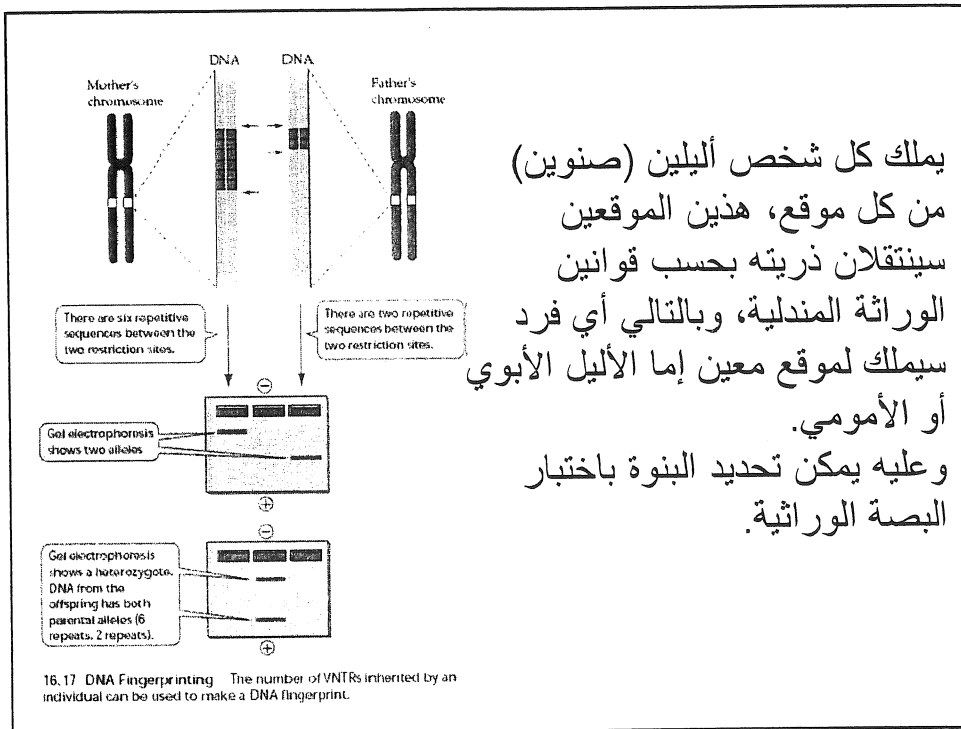 DNA
DNA
Mother's
chromosome
Father's
chromosome
There are six repetitive
sequences between the
two restriction sites.
There are two repetitive
sequences between the
two restriction sites.
−
Gel electrophoresis
shows two alleles
+
−
Gel electrophoresis
shows a heterozygote.
DNA from the
offspring has both
parental alleles (6
repeats, 2 repeats).
+
16.17 DNA Fingerprinting The number of VNTRs inherited by an
individual can be used to make a DNA fingerprint.
يملك كل شخص أليلين (صنوين)
من كل موقع، هذين الموقعين
سينتقلان ذريته بحسب قوانين
الوراثة المندلية، وبالتالي أي فرد
سيملك لموقع معين إما الأليل الأبوي
أو الأمومي.
وعليه يمكن تحديد البنوة باختبار
البصة الوراثية.